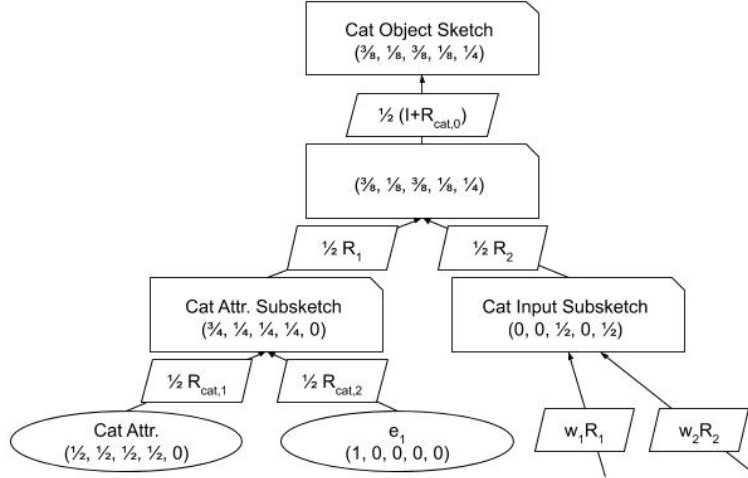 Cat Object Sketch
(⅜, ⅛, ⅜, ⅛, ¼)
½ (I+R_cat,0)
(⅜, ⅛, ⅜, ⅛, ¼)
½ R_1
½ R_2
Cat Attr. Subsketch
(¾, ¼, ¼, ¼, 0)
Cat Input Subsketch
(0, 0, ½, 0, ½)
½ R_cat,1
½ R_cat,2
Cat Attr.
(½, ½, ½, ½, 0)
e_1
(1, 0, 0, 0, 0)
w_1R_1
w_2R_2